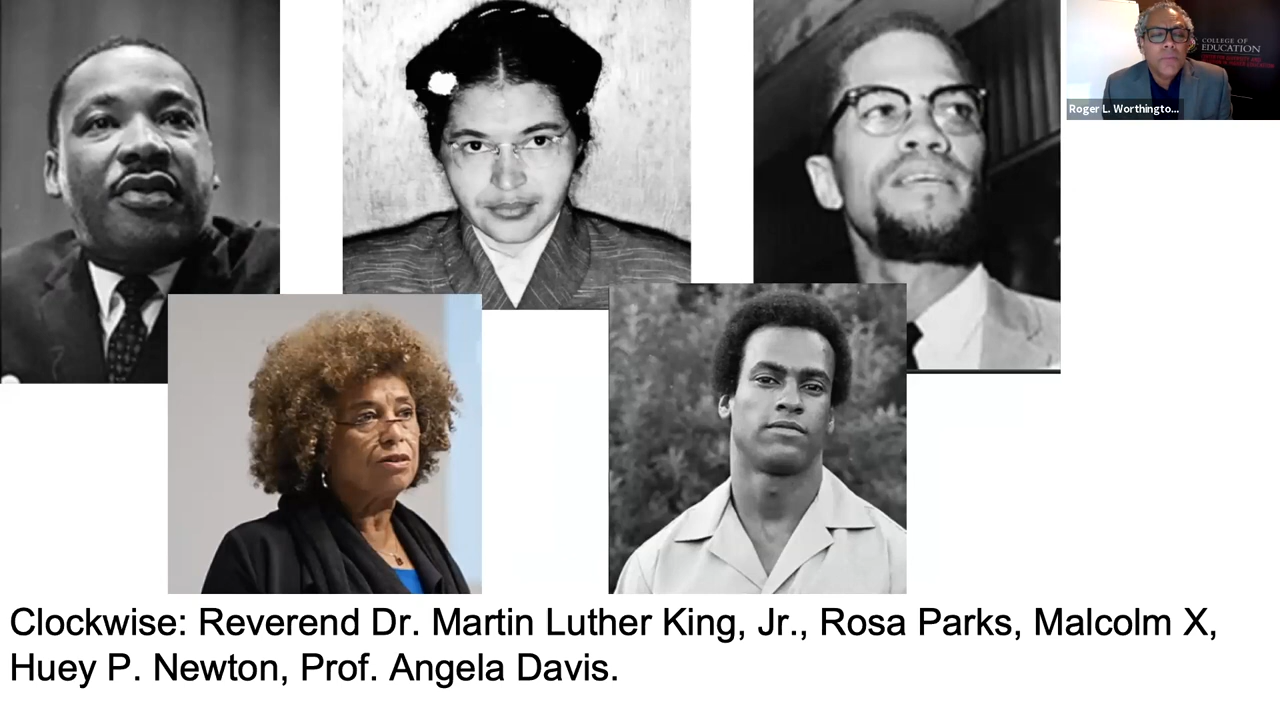 COLLEGE OF
EDUCATION
Roger L. Worthingto...
Clockwise: Reverend Dr. Martin Luther King, Jr., Rosa Parks, Malcolm X,
Huey P. Newton, Prof. Angela Davis.